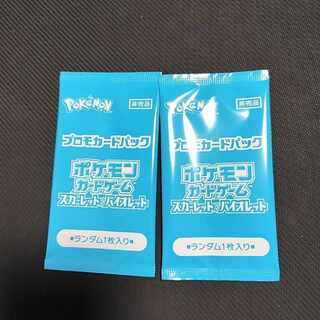 POKÉMON 非売品
プロモカードパック
ポケモン
カードゲーム
スカーレット&バイオレット
■ランダム1枚入り■
POKÉMON 非売品
プロモカードパック
ポケモン
カードゲーム
スカーレット&バイオレット
■ランダム1枚入り■